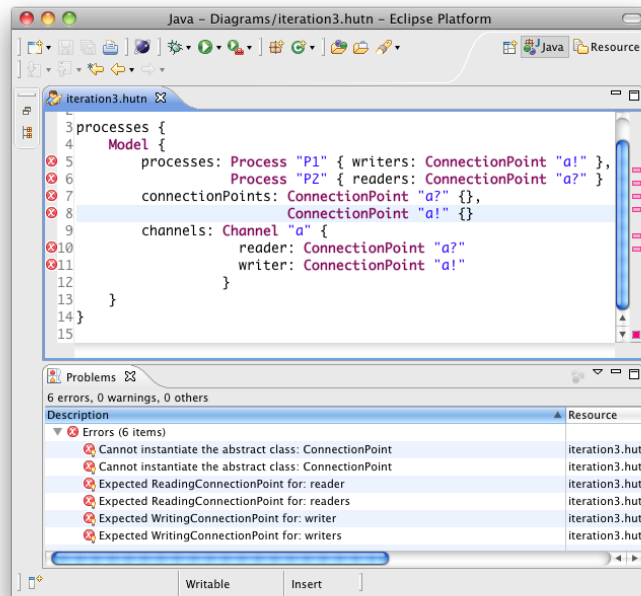 Java – Diagrams/iteration3.hutn – Eclipse Platform
Java Resource
iteration3.hutn
3 processes {
4 Model {
5 processes: Process "P1" { writers: ConnectionPoint "a!" },
6 Process "P2" { readers: ConnectionPoint "a?" }
7 connectionPoints: ConnectionPoint "a?" {},
8 ConnectionPoint "a!" {}
9 channels: Channel "a" {
10 reader: ConnectionPoint "a?"
11 writer: ConnectionPoint "a!"
12 }
13 }
14 }
15
Problems
6 errors, 0 warnings, 0 others
Description Resource
Errors (6 items)
Cannot instantiate the abstract class: ConnectionPoint iteration3.hut
Cannot instantiate the abstract class: ConnectionPoint iteration3.hut
Expected ReadingConnectionPoint for: reader iteration3.hut
Expected ReadingConnectionPoint for: readers iteration3.hut
Expected WritingConnectionPoint for: writer iteration3.hut
Expected WritingConnectionPoint for: writers iteration3.hut
Writable Insert